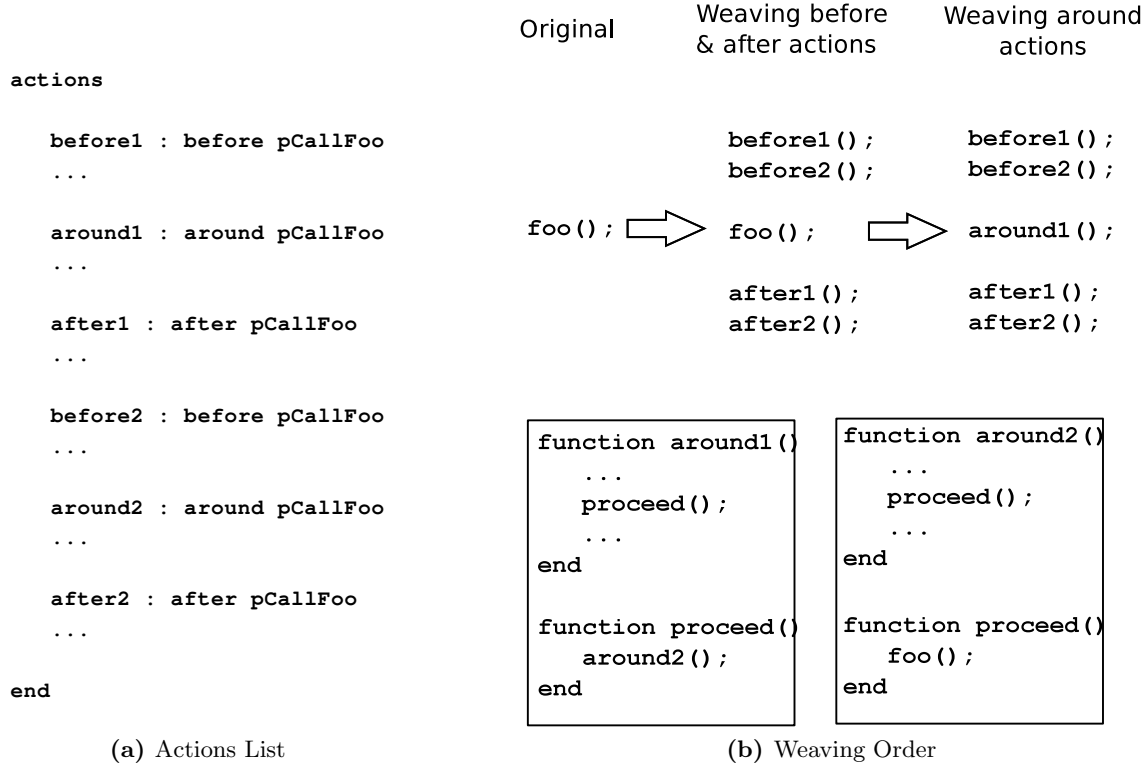 actions
before1 : before pCallFoo
...
around1 : around pCallFoo
...
after1 : after pCallFoo
...
before2 : before pCallFoo
...
around2 : around pCallFoo
...
after2 : after pCallFoo
...
end
(a) Actions List
Original
Weaving before
& after actions
Weaving around
actions
foo();
before1();
before2();
foo();
after1();
after2();
before1();
before2();
around1();
after1();
after2();
function around1()
...
proceed();
...
end
function proceed()
around2();
end
function around2()
...
proceed();
...
end
function proceed()
foo();
end
(b) Weaving Order